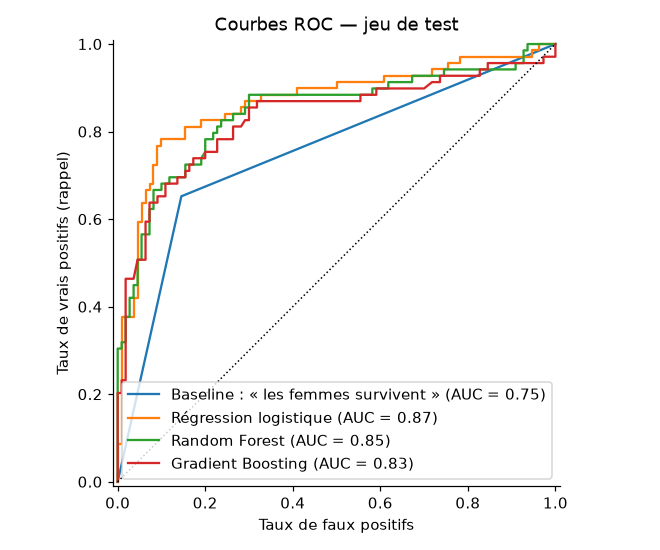 Courbes ROC — jeu de test
Taux de vrais positifs (rappel)
1.0
0.8
0.6
0.4
0.2
0.0
Baseline : « les femmes survivent » (AUC = 0.75)
Régression logistique (AUC = 0.87)
Random Forest (AUC = 0.85)
Gradient Boosting (AUC = 0.83)
0.0 0.2 0.4 0.6 0.8 1.0
Taux de faux positifs